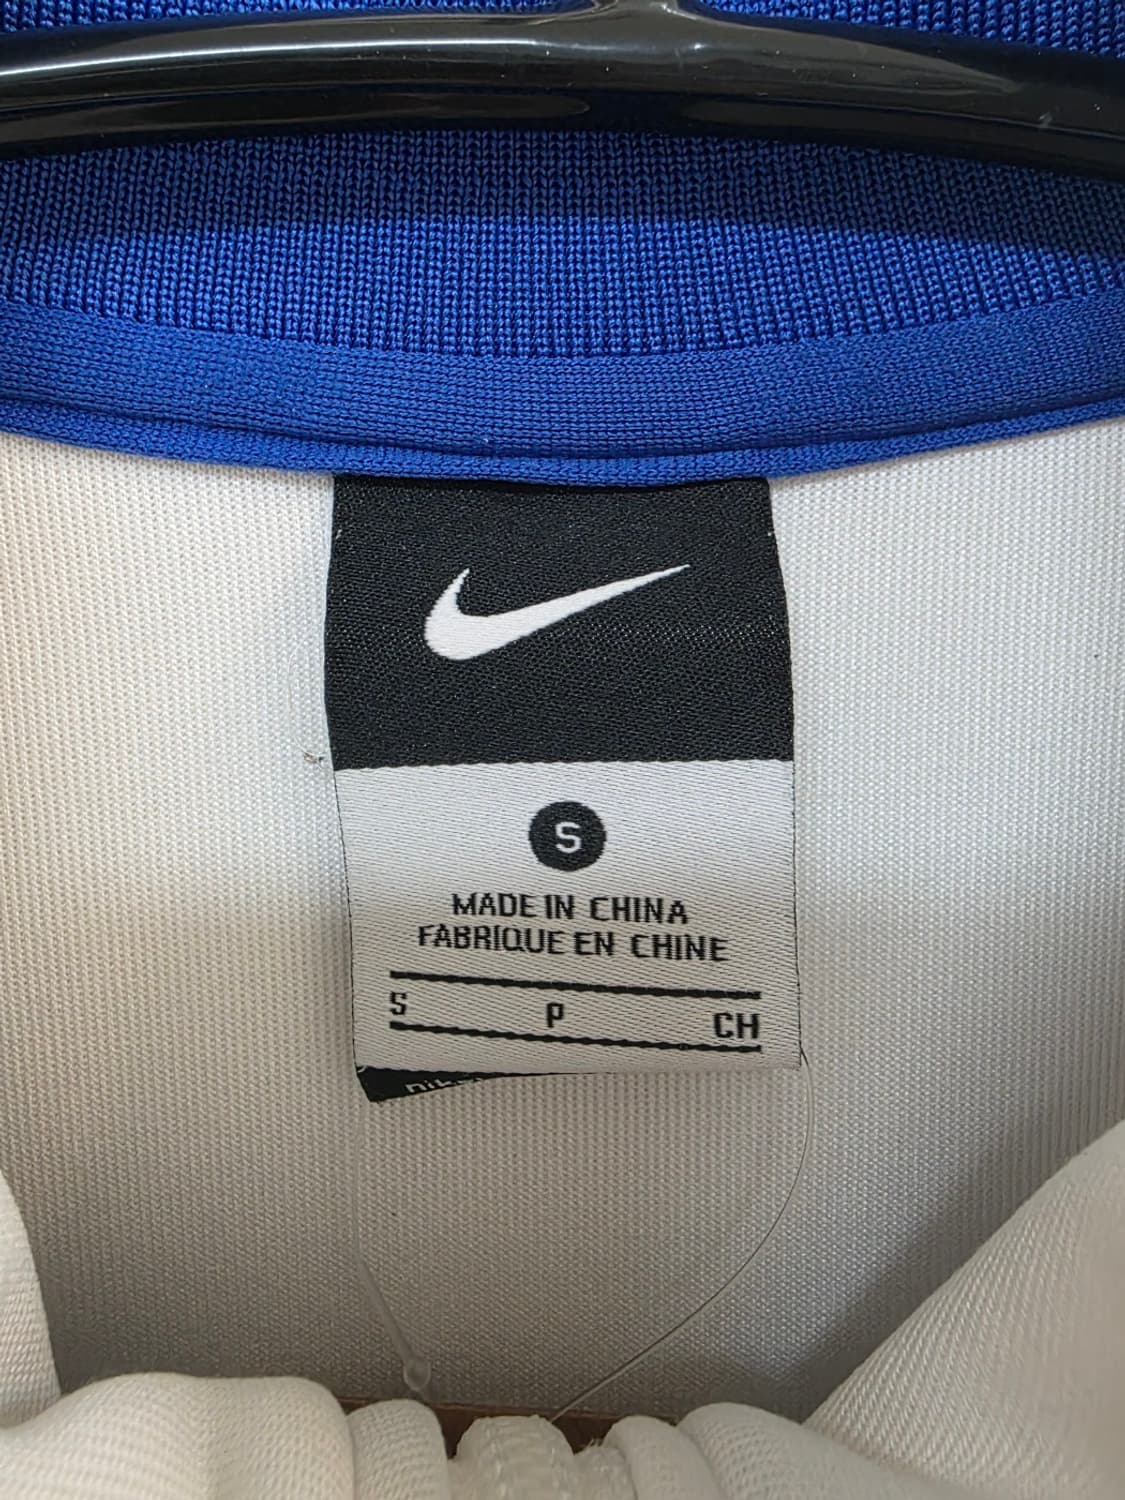 S
MADE IN CHINA
FABRIQUE EN CHINE
S P CH